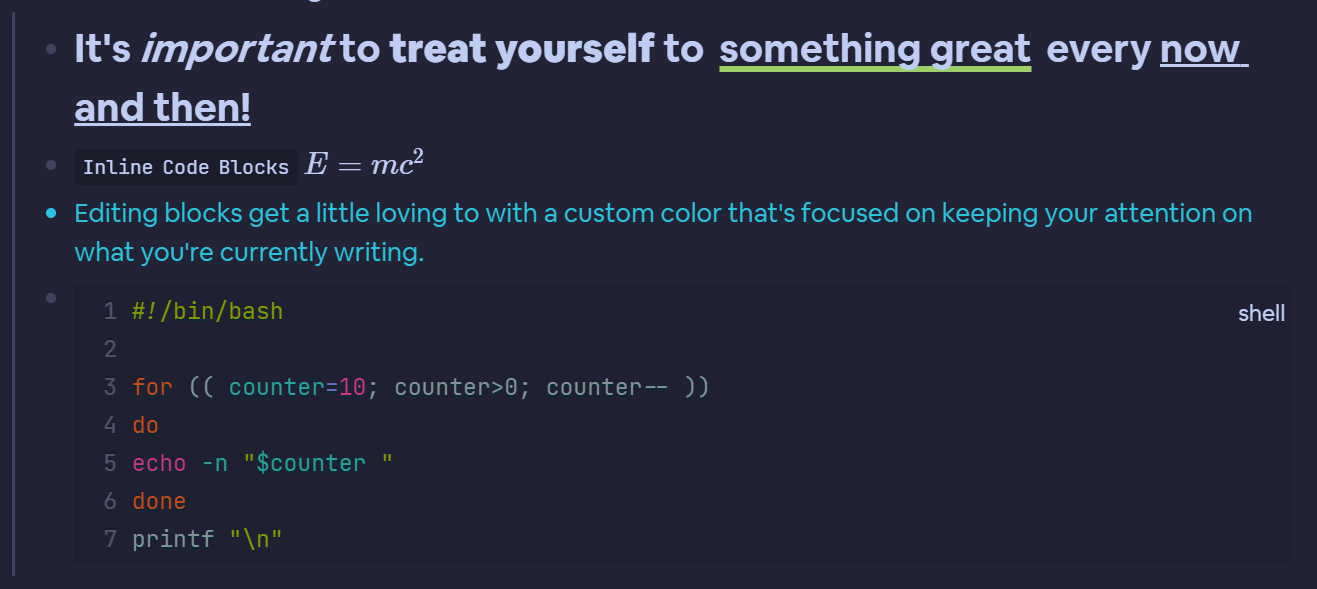 It's important to treat yourself to something great every now
and then!
Inline Code Blocks E = mc²
Editing blocks get a little loving to with a custom color that's focused on keeping your attention on
what you're currently writing.
shell
1 #!/bin/bash
2
3 for (( counter=10; counter>0; counter-- ))
4 do
5 echo -n "$counter "
6 done
7 printf "\n"